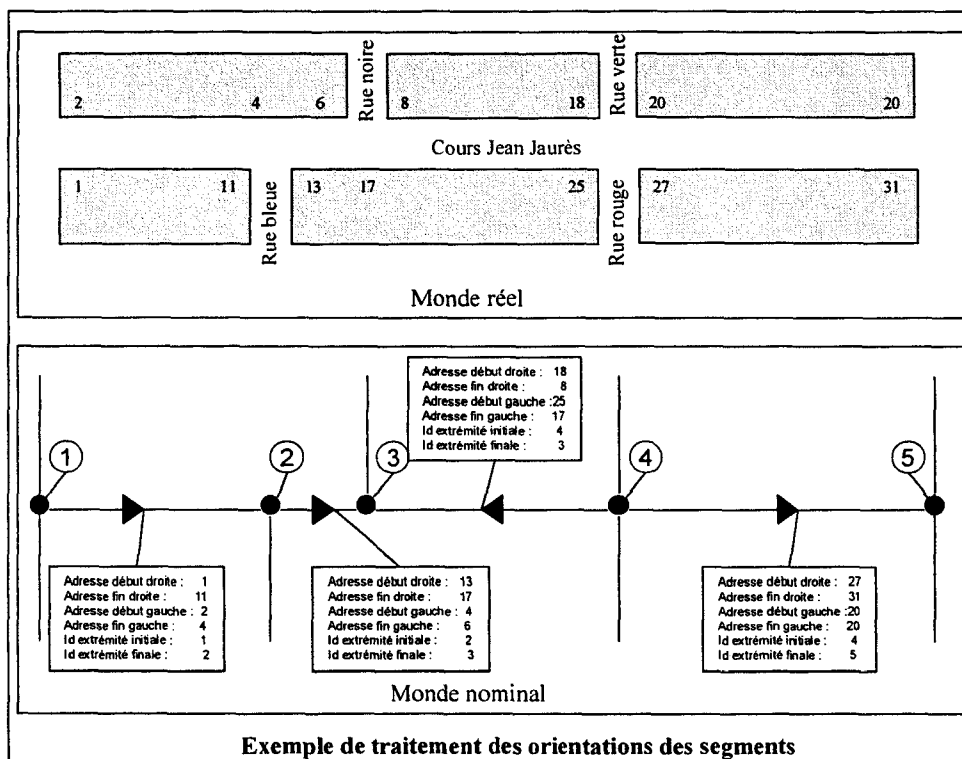 Rue noire
Rue verte
2 4 6 8 18 20 20
Cours Jean Jaurès
1 11 13 17 25 27 31
Rue bleue
Rue rouge
Monde réel
Adresse début droite : 18
Adresse fin droite : 8
Adresse début gauche :25
Adresse fin gauche : 17
Id extrémité initiale : 4
Id extrémité finale : 3
1 2 3 4 5
Adresse début droite : 1
Adresse fin droite : 11
Adresse début gauche : 2
Adresse fin gauche : 4
Id extrémité initiale : 1
Id extrémité finale : 2
Adresse début droite : 13
Adresse fin droite : 17
Adresse début gauche : 4
Adresse fin gauche : 6
Id extrémité initiale : 2
Id extrémité finale : 3
Adresse début droite : 27
Adresse fin droite : 31
Adresse début gauche :20
Adresse fin gauche : 20
Id extrémité initiale : 4
Id extrémité finale : 5
Monde nominal
Exemple de traitement des orientations des segments